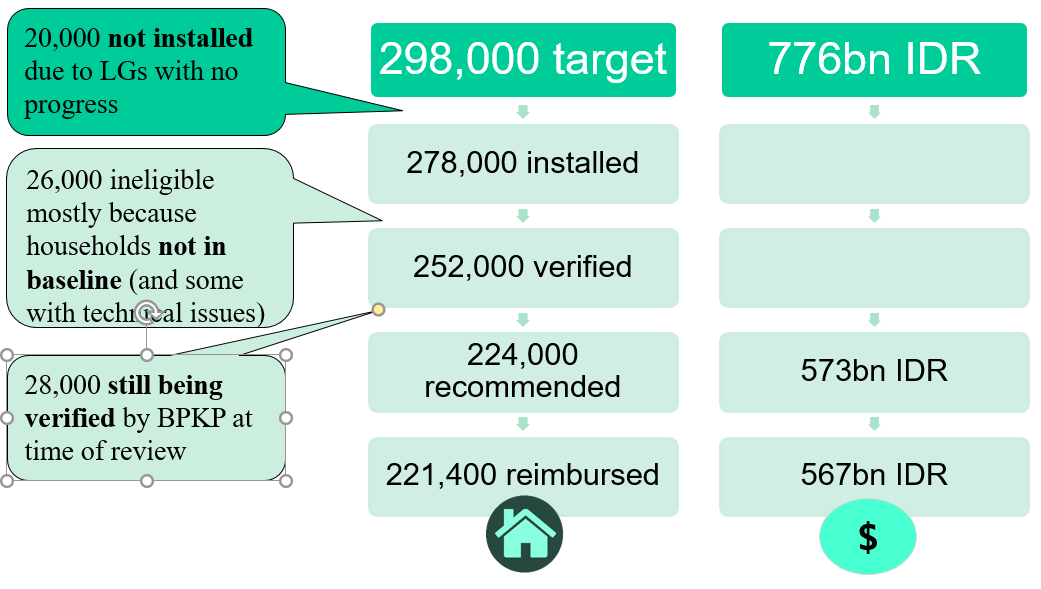 20,000 not installed
due to LGs with no
progress
298,000 target
776bn IDR
278,000 installed
26,000 ineligible
mostly because
households not in
baseline (and some
with technical issues)
252,000 verified
28,000 still being
verified by BPKP at
time of review
224,000
recommended
573bn IDR
221,400 reimbursed
567bn IDR
$